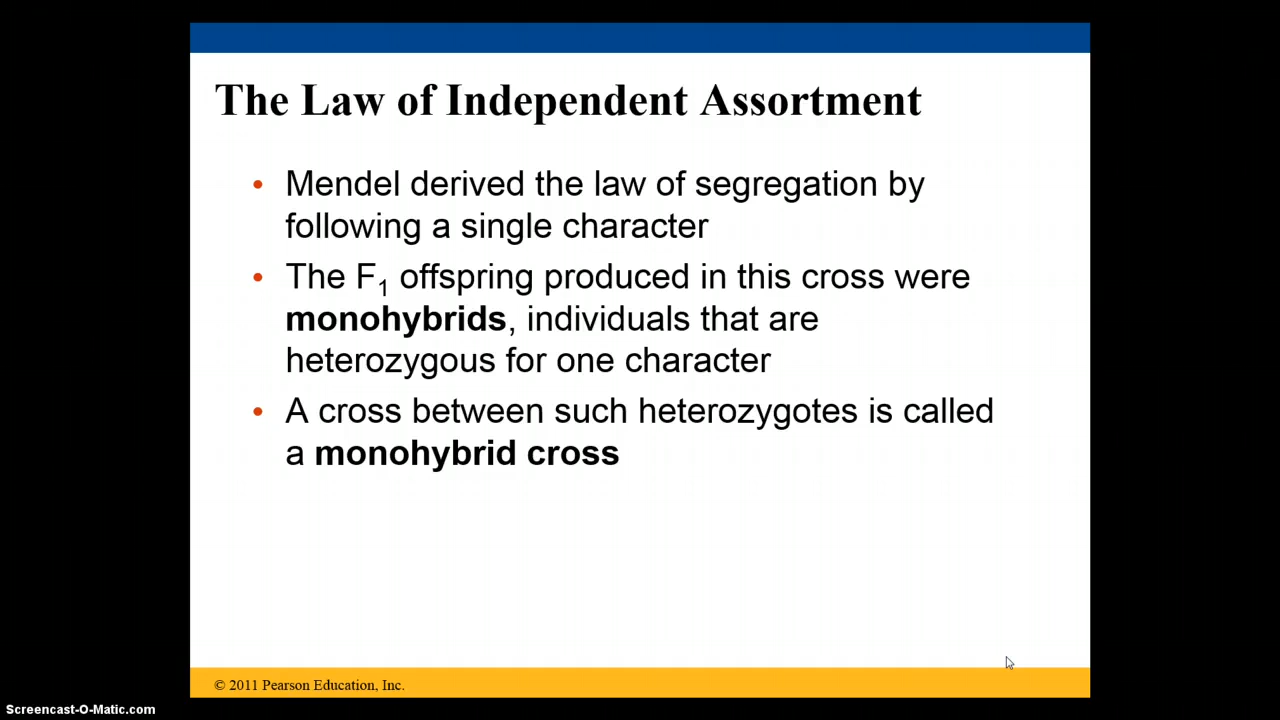 The Law of Independent Assortment
• Mendel derived the law of segregation by
following a single character
• The F₁ offspring produced in this cross were
monohybrids, individuals that are
heterozygous for one character
• A cross between such heterozygotes is called
a monohybrid cross
© 2011 Pearson Education, Inc.
Screencast-O-Matic.com